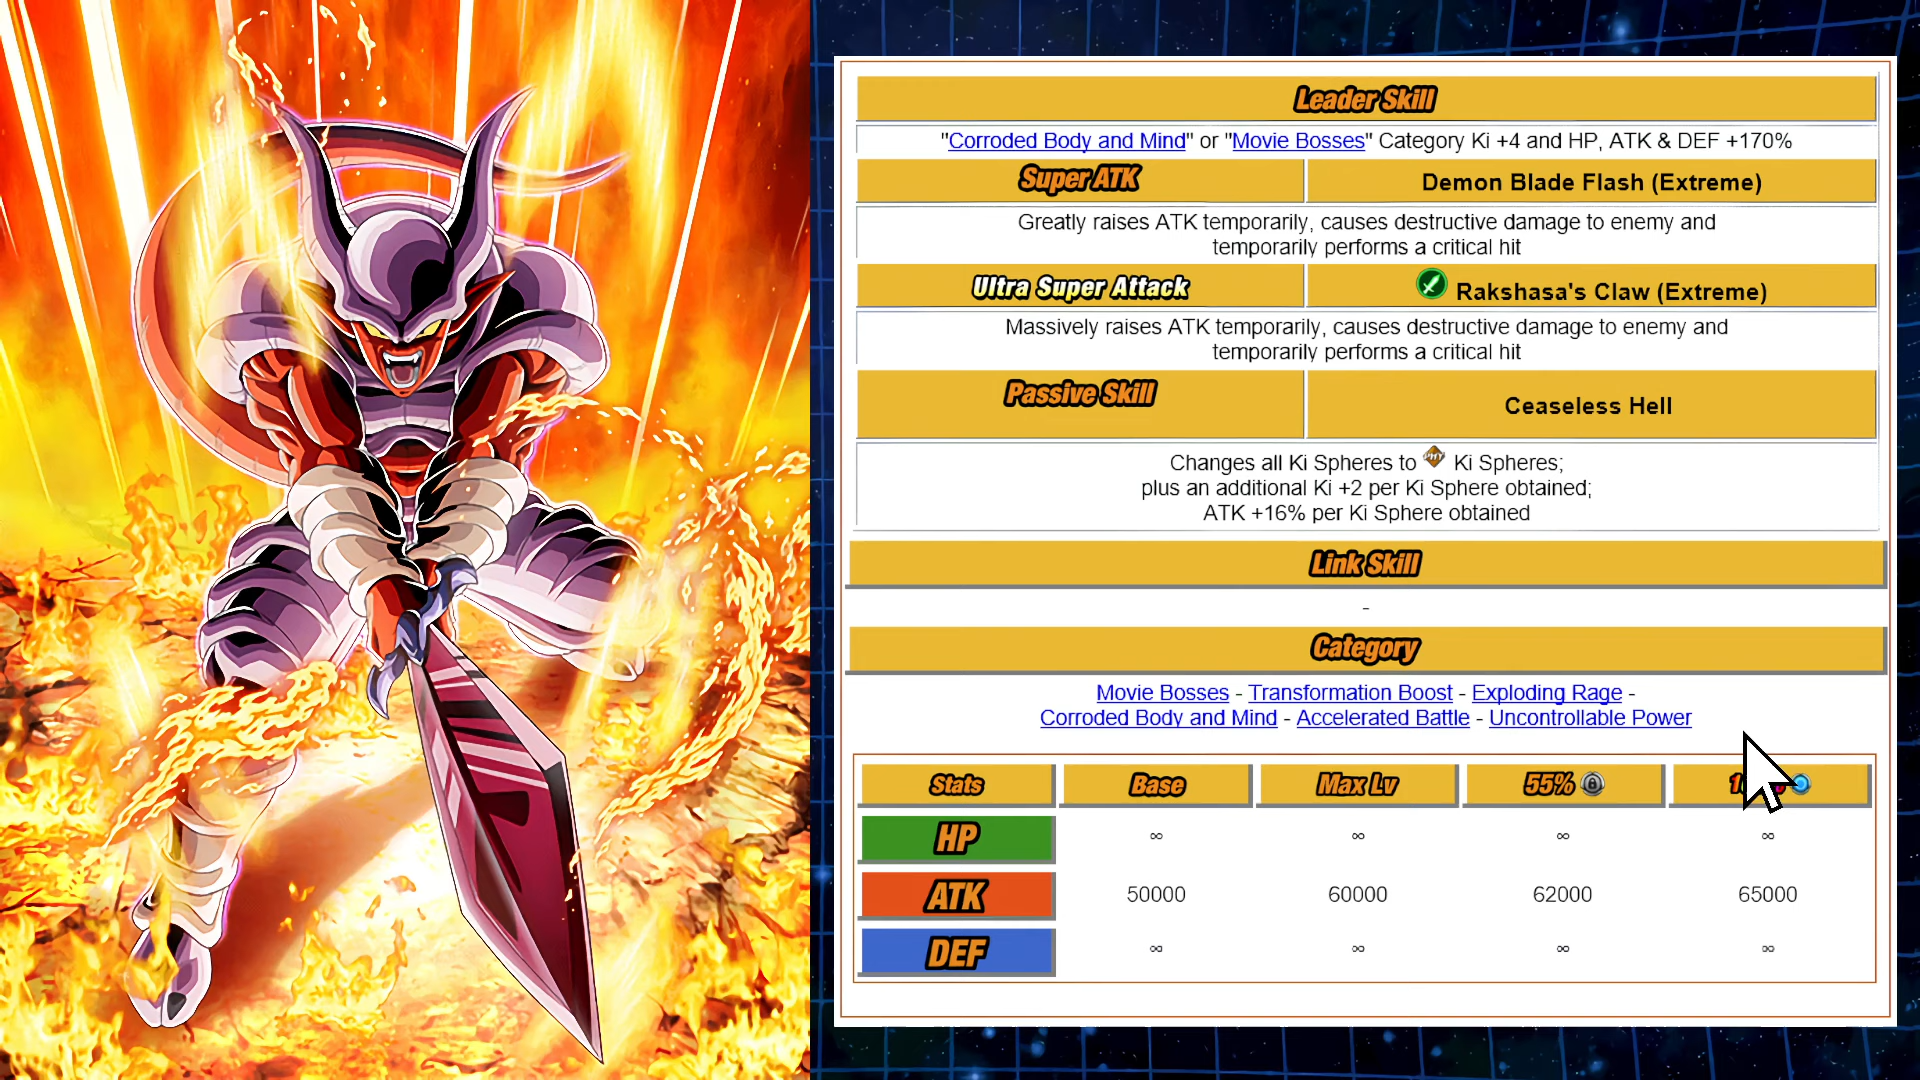 Leader Skill
"Corroded Body and Mind" or "Movie Bosses" Category Ki +4 and HP, ATK & DEF +170%
Super ATK
Demon Blade Flash (Extreme)
Greatly raises ATK temporarily, causes destructive damage to enemy and
temporarily performs a critical hit
Ultra Super Attack
Rakshasa's Claw (Extreme)
Massively raises ATK temporarily, causes destructive damage to enemy and
temporarily performs a critical hit
Passive Skill
Ceaseless Hell
Changes all Ki Spheres to PHY Ki Spheres;
plus an additional Ki +2 per Ki Sphere obtained;
ATK +16% per Ki Sphere obtained
Link Skill
-
Category
Movie Bosses - Transformation Boost - Exploding Rage -
Corroded Body and Mind - Accelerated Battle - Uncontrollable Power
Stats Base Max Lv 55%
HP ∞ ∞ ∞ ∞
ATK 50000 60000 62000 65000
DEF ∞ ∞ ∞ ∞